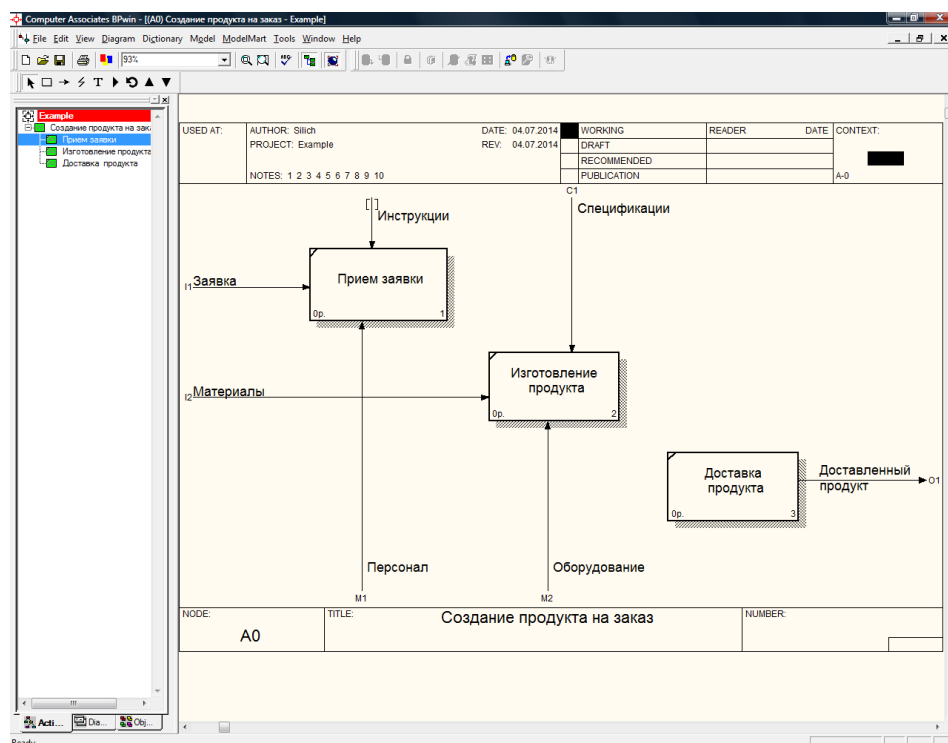 Computer Associates BPwin - [(A0) Создание продукта на заказ - Example]
File Edit View Diagram Dictionary Model ModelMart Tools Window Help
93%
Example
Создание продукта на зака
Прием заявки
Изготовление продукта
Доставка продукта
USED AT:
AUTHOR: Silich
DATE: 04.07.2014
WORKING
READER
DATE
CONTEXT:
PROJECT: Example
REV: 04.07.2014
DRAFT
RECOMMENDED
NOTES: 1 2 3 4 5 6 7 8 9 10
PUBLICATION
A-0
C1
Инструкции
Спецификации
I1
Заявка
Прием заявки
0р.
1
I2
Материалы
Изготовление
продукта
0р.
2
Доставка
продукта
0р.
3
Доставленный
продукт
O1
Персонал
Оборудование
M1
M2
NODE:
A0
TITLE:
Создание продукта на заказ
NUMBER:
Acti...
Dia...
Obj...